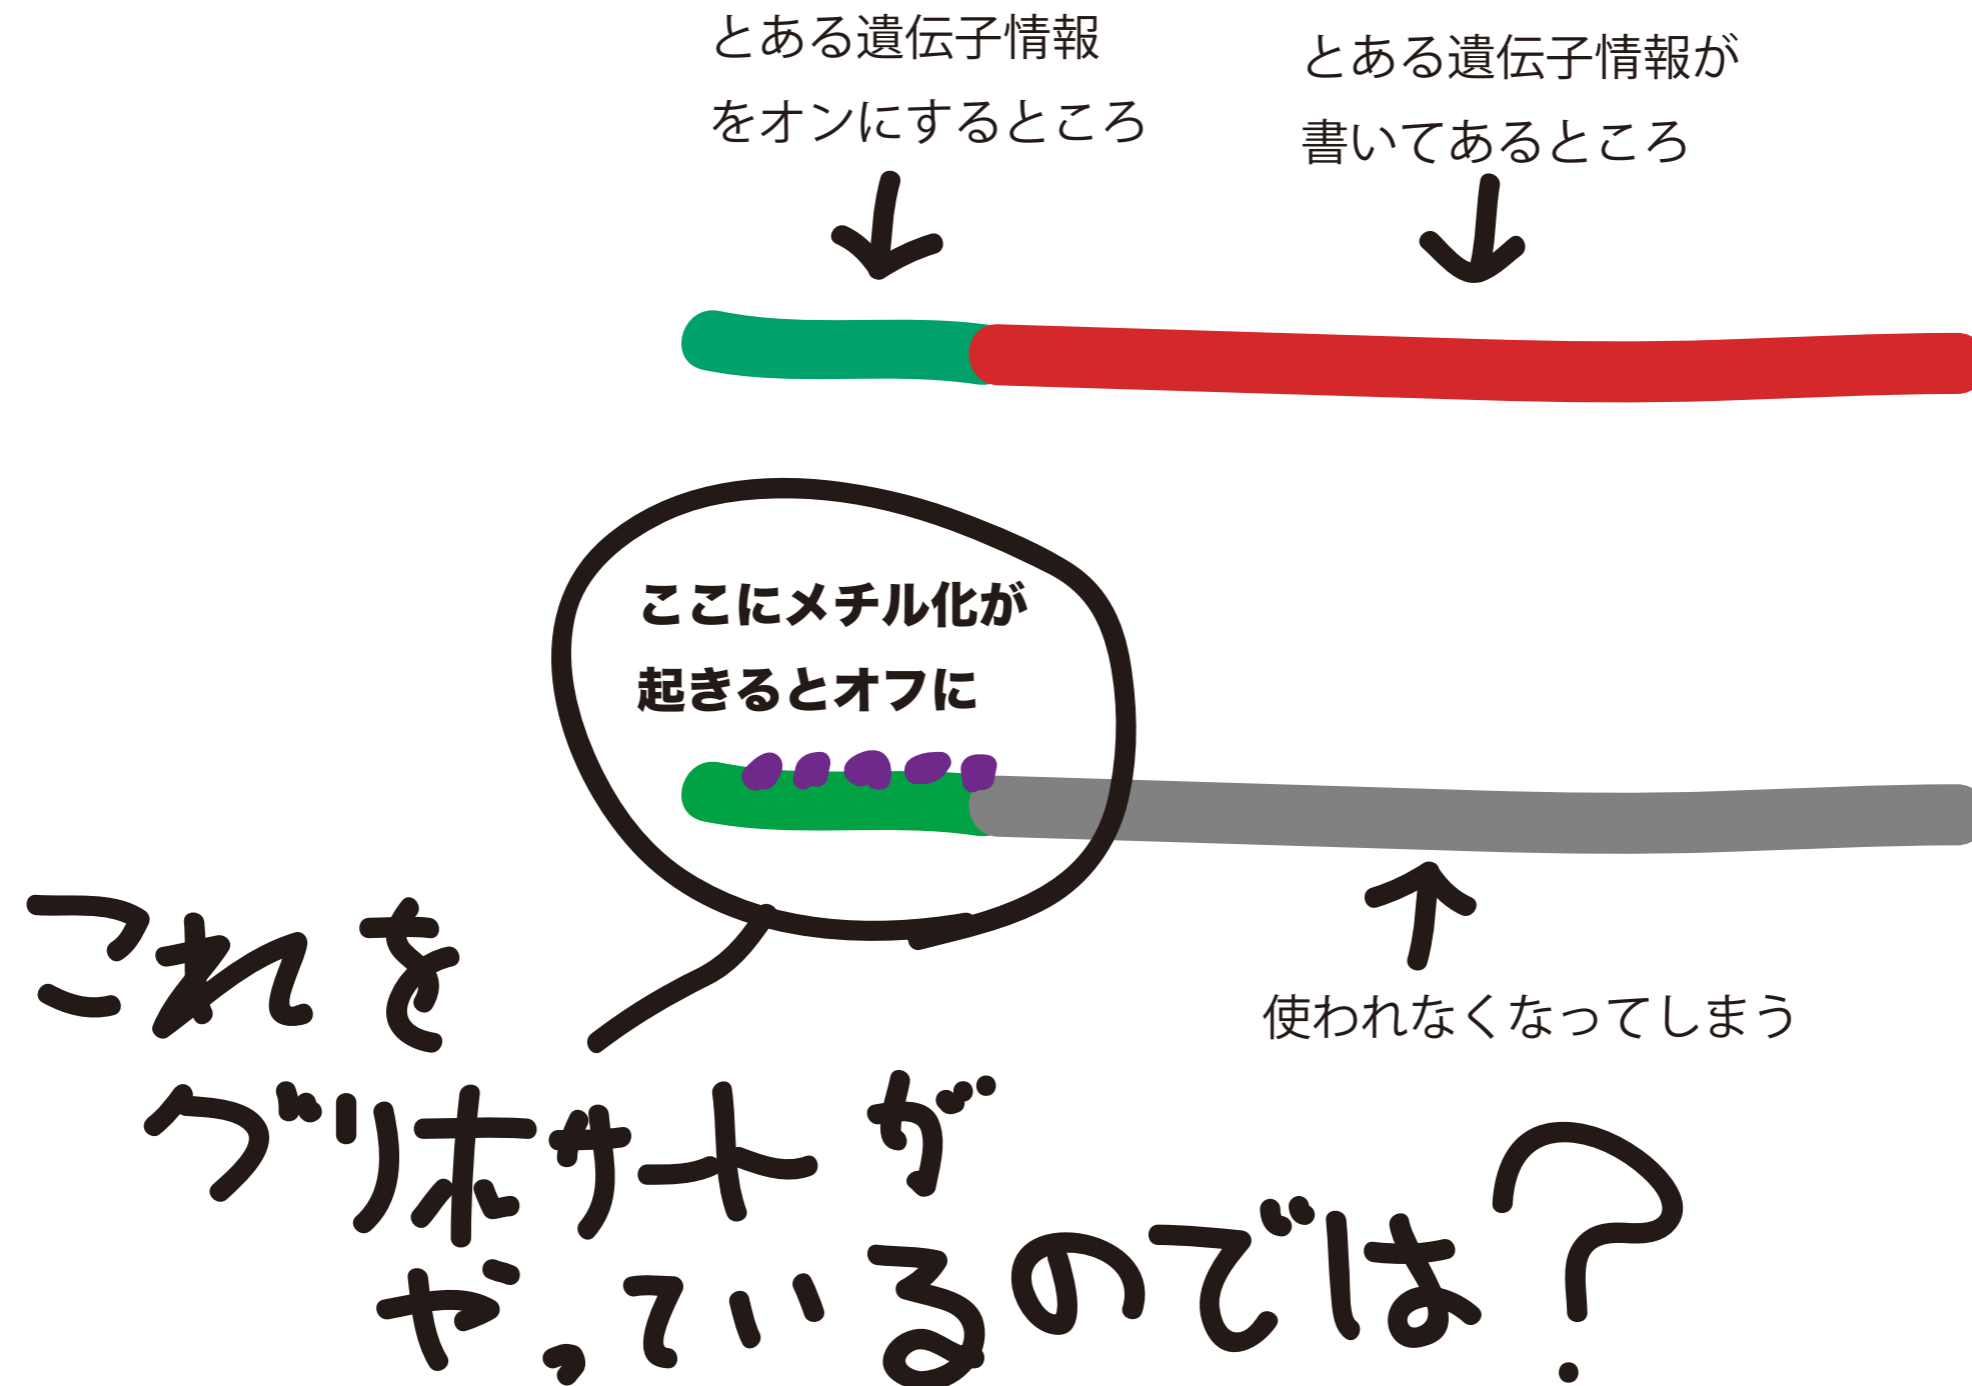 とある遺伝子情報
をオンにするところ
とある遺伝子情報が
書いてあるところ
ここにメチル化が
起きるとオフに
使われなくなってしまう
これを
グリホサートが
やっているのでは?